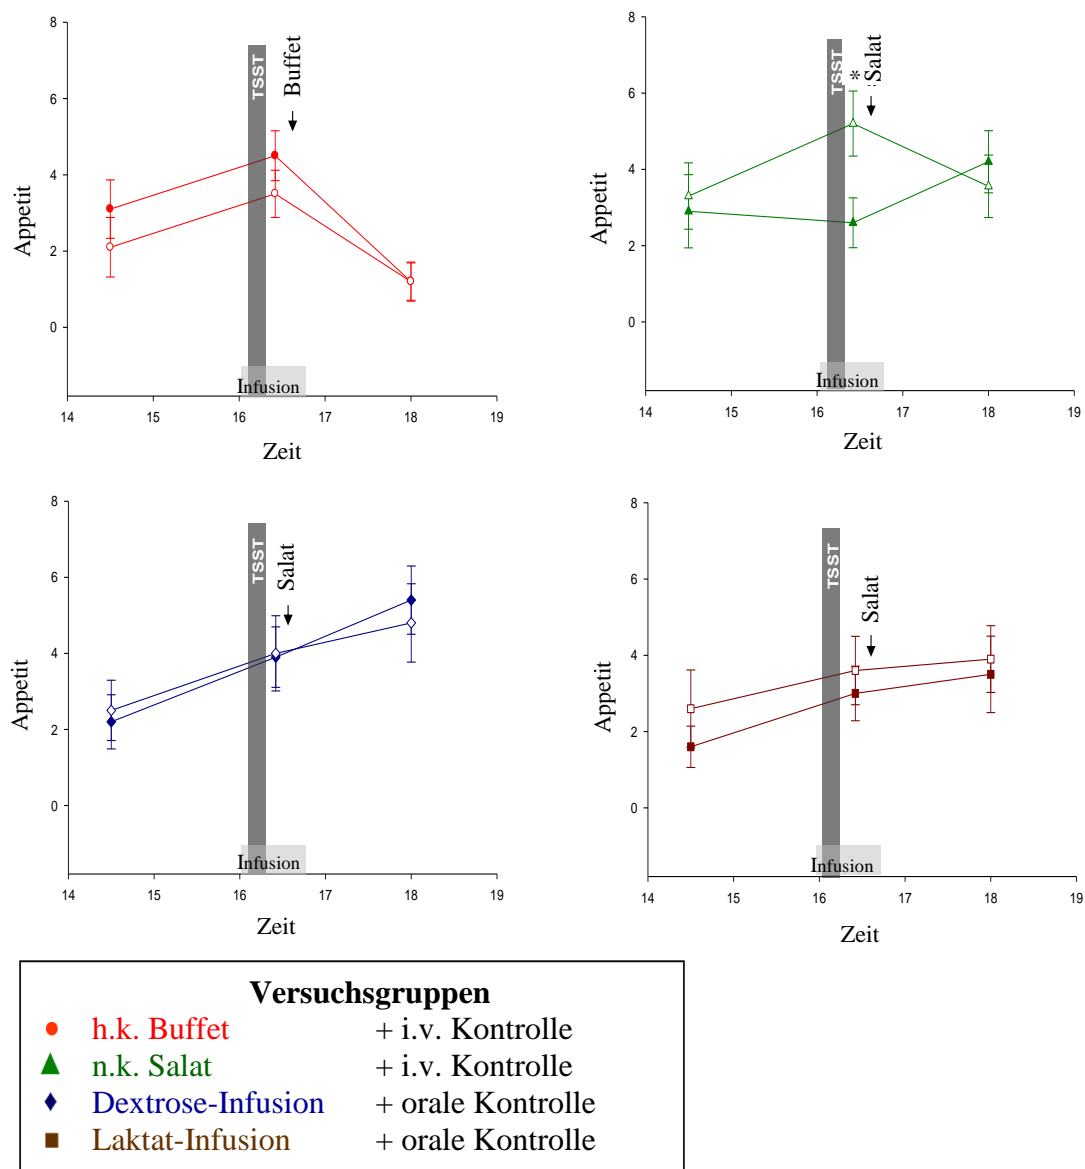 8
6
4
2
0
Appetit
TSST
Buffet
Infusion
14 15 16 17 18 19
Zeit
8
6
4
2
0
Appetit
TSST
*
Salat
Infusion
14 15 16 17 18 19
Zeit
8
6
4
2
0
Appetit
TSST
Salat
Infusion
14 15 16 17 18 19
Zeit
8
6
4
2
0
Appetit
TSST
Salat
Infusion
14 15 16 17 18 19
Zeit
Versuchsgruppen
h.k. Buffet + i.v. Kontrolle
n.k. Salat + i.v. Kontrolle
Dextrose-Infusion + orale Kontrolle
Laktat-Infusion + orale Kontrolle